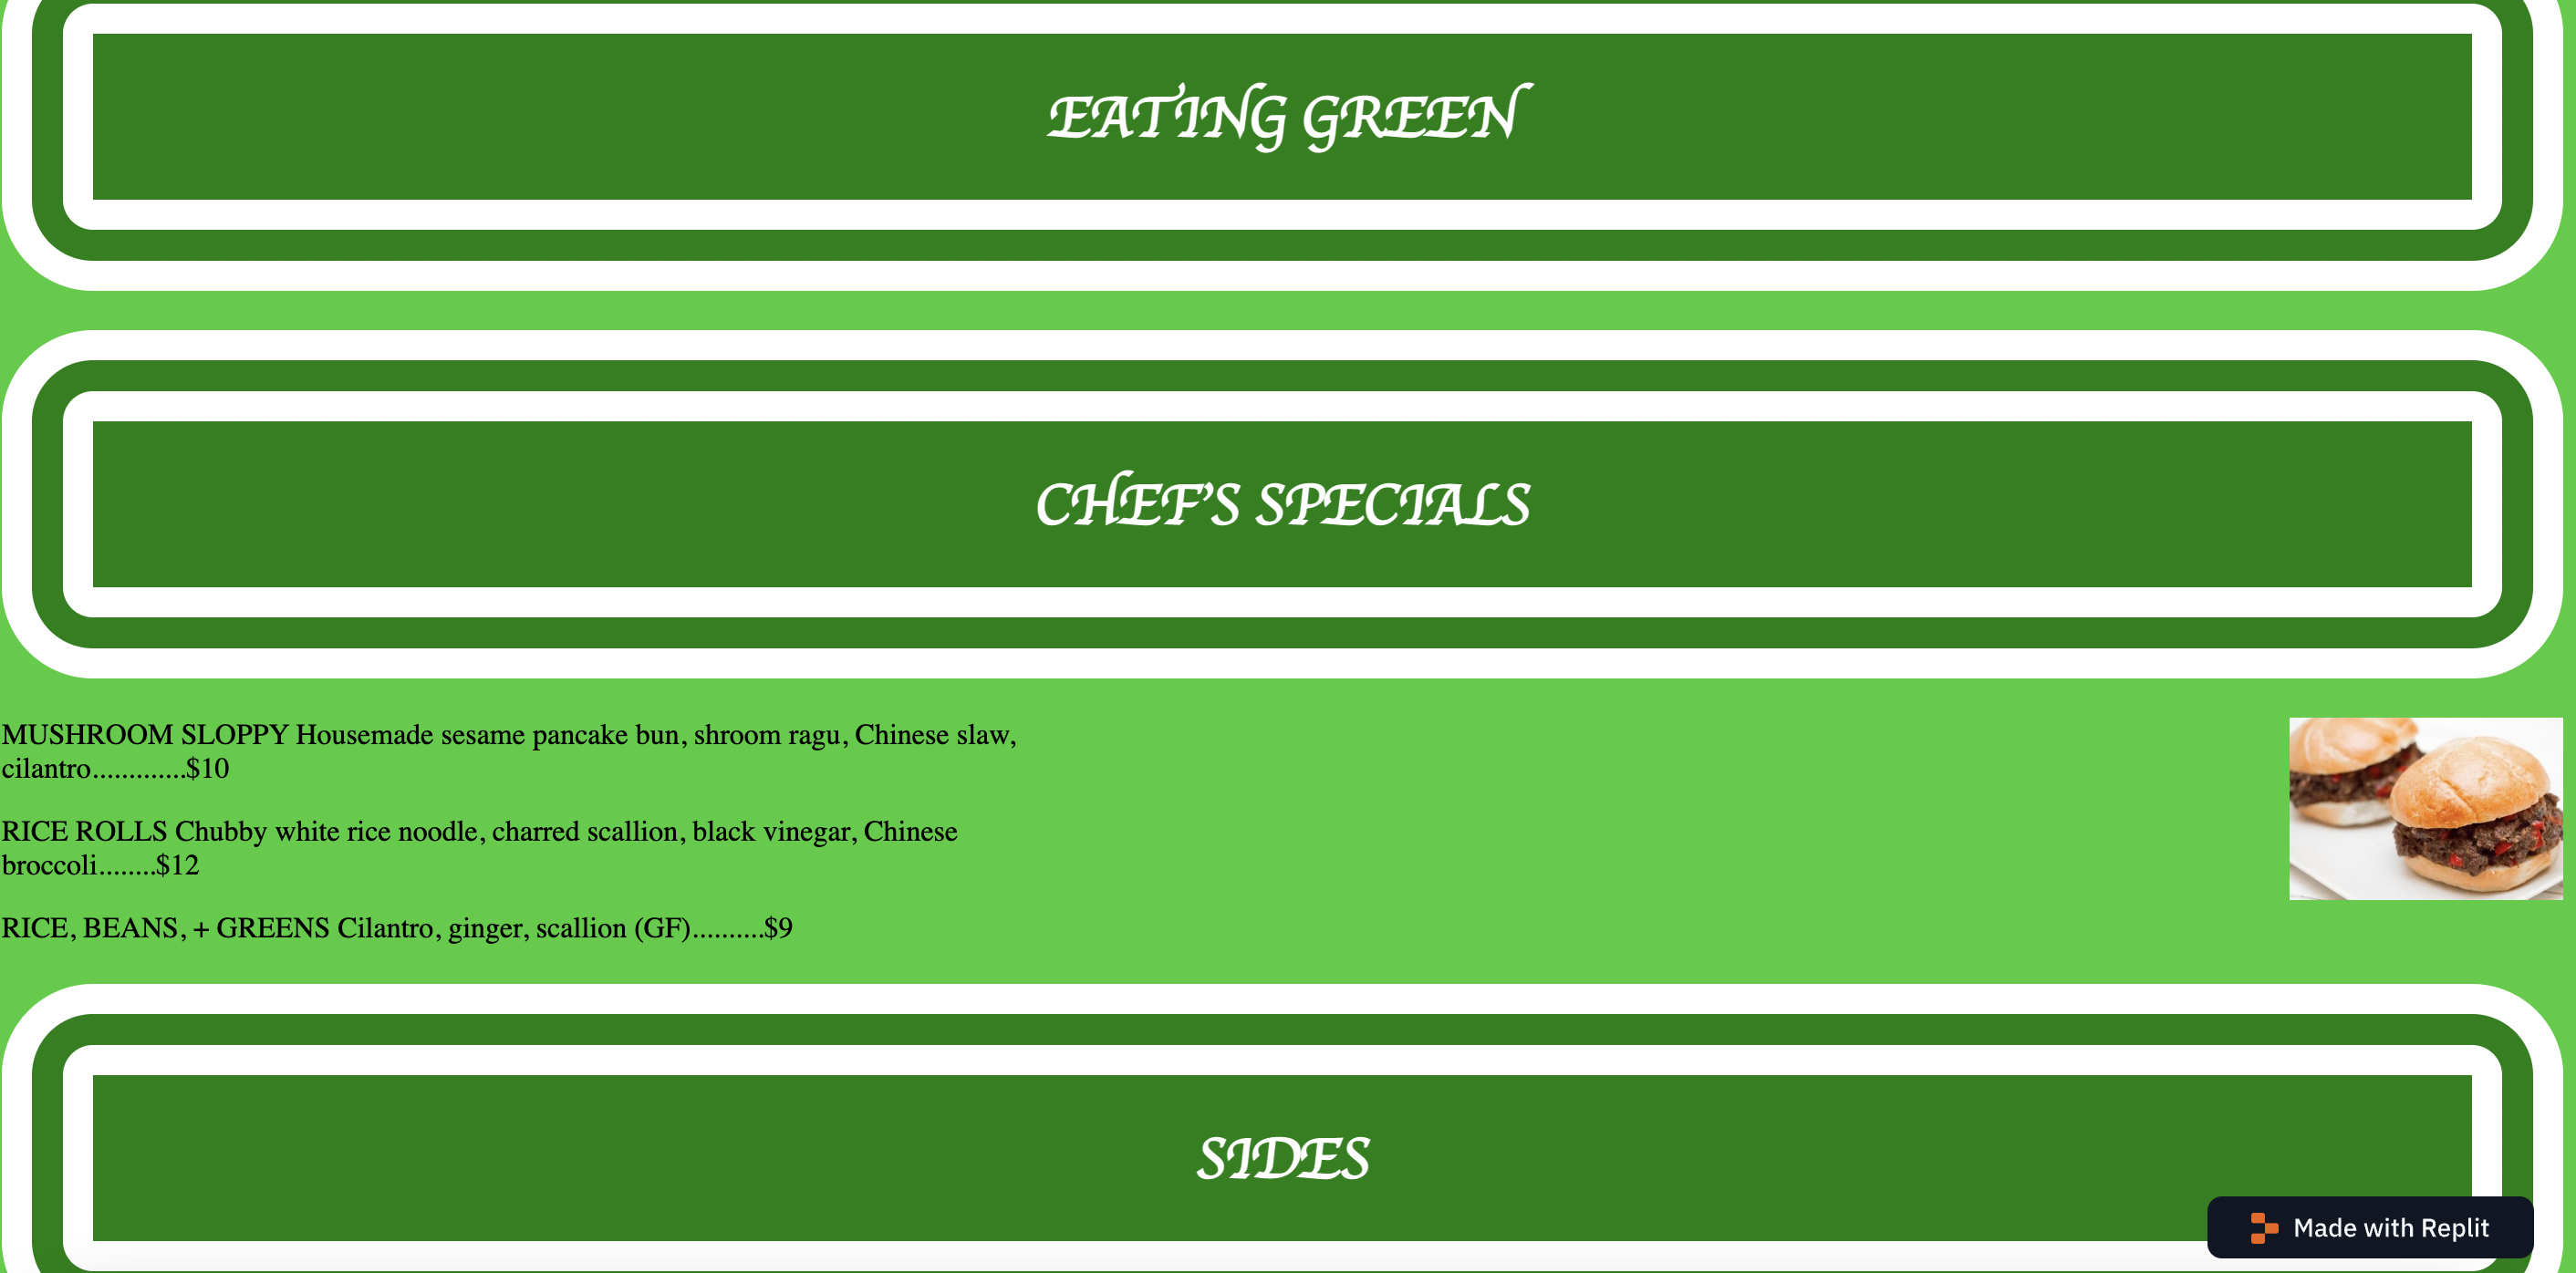 EATING GREEN
CHEF'S SPECIALS
MUSHROOM SLOPPY Housemade sesame pancake bun, shroom ragu, Chinese slaw,
cilantro.............$10
RICE ROLLS Chubby white rice noodle, charred scallion, black vinegar, Chinese
broccoli........$12
RICE, BEANS, + GREENS Cilantro, ginger, scallion (GF)..........$9
SIDES
Made with Replit